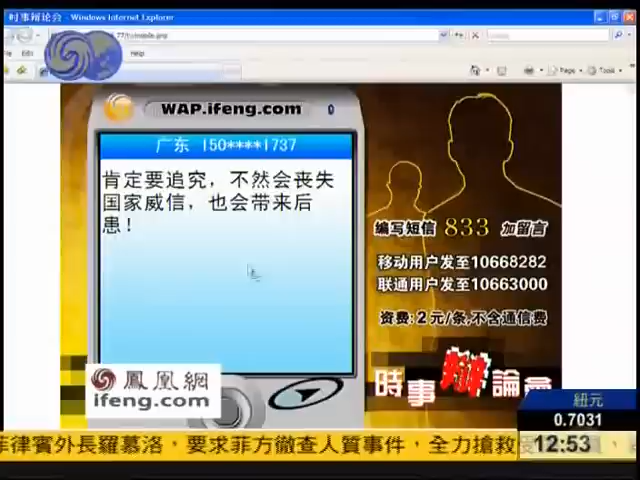 时事辩论会 - Windows Internet Explorer
Edit
Help
Page
Tools
WAP.ifeng.com
广东 150****1737
肯定要追究，不然会丧失
国家威信，也会带来后
患！
编写短信 833 加留言
移动用户发至10668282
联通用户发至10663000
资费:2元/条,不含通信费
鳳凰網
ifeng.com
時事辩論會
紐元
0.7031
12:53
菲律賓外長羅慕洛，要求菲方徹查人質事件，全力搶救受